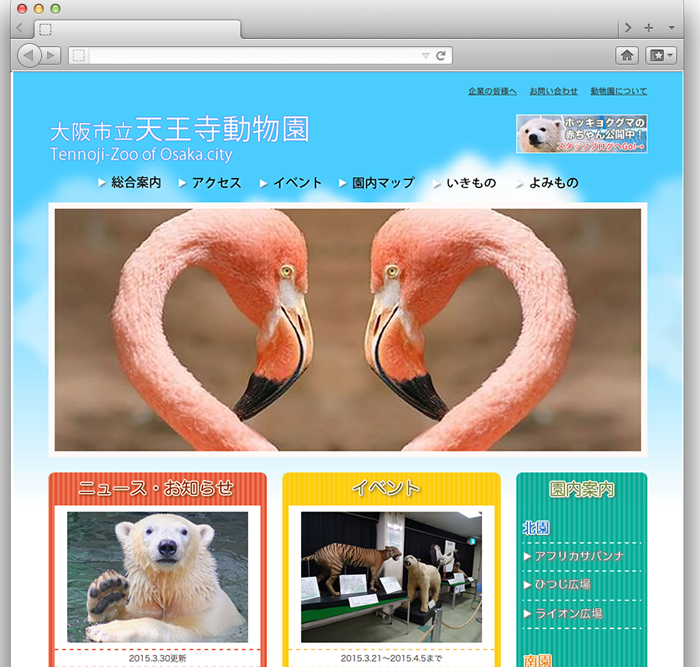 企業の皆様へ お問い合わせ 動物園について
大阪市立天王寺動物園
Tennoji-Zoo of Osaka.city
ホッキョクグマの
赤ちゃん公開中！
スタッフブログへGo!→
総合案内 アクセス イベント 園内マップ いきもの よみもの
ニュース・お知らせ
2015.3.30更新
イベント
2015.3.21～2015.4.5まで
園内案内
北園
アフリカサバンナ
ひつじ広場
ライオン広場
南園